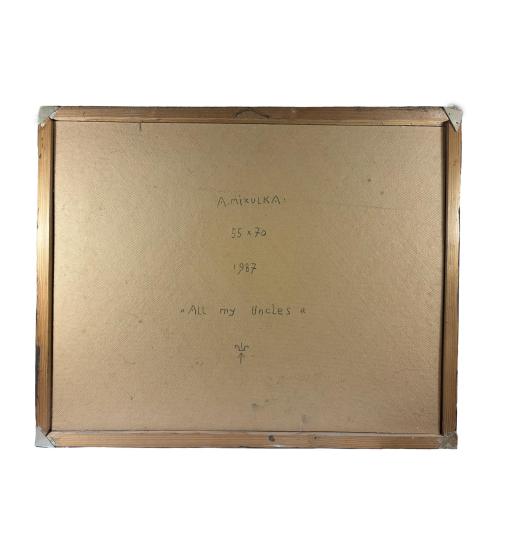 A.MIKULKA.
55 x 70
1987
"ALL my Uncles "